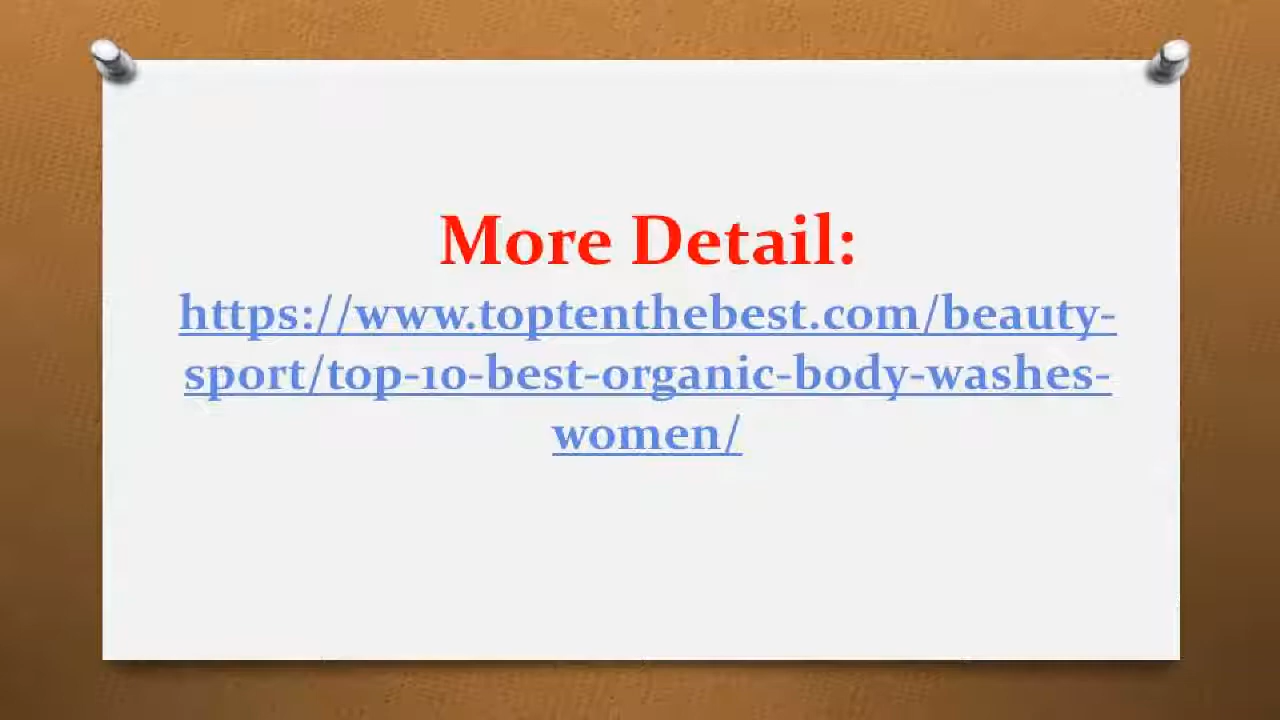 More Detail:
https://www.toptenthebest.com/beauty-
sport/top-10-best-organic-body-washes-
women/